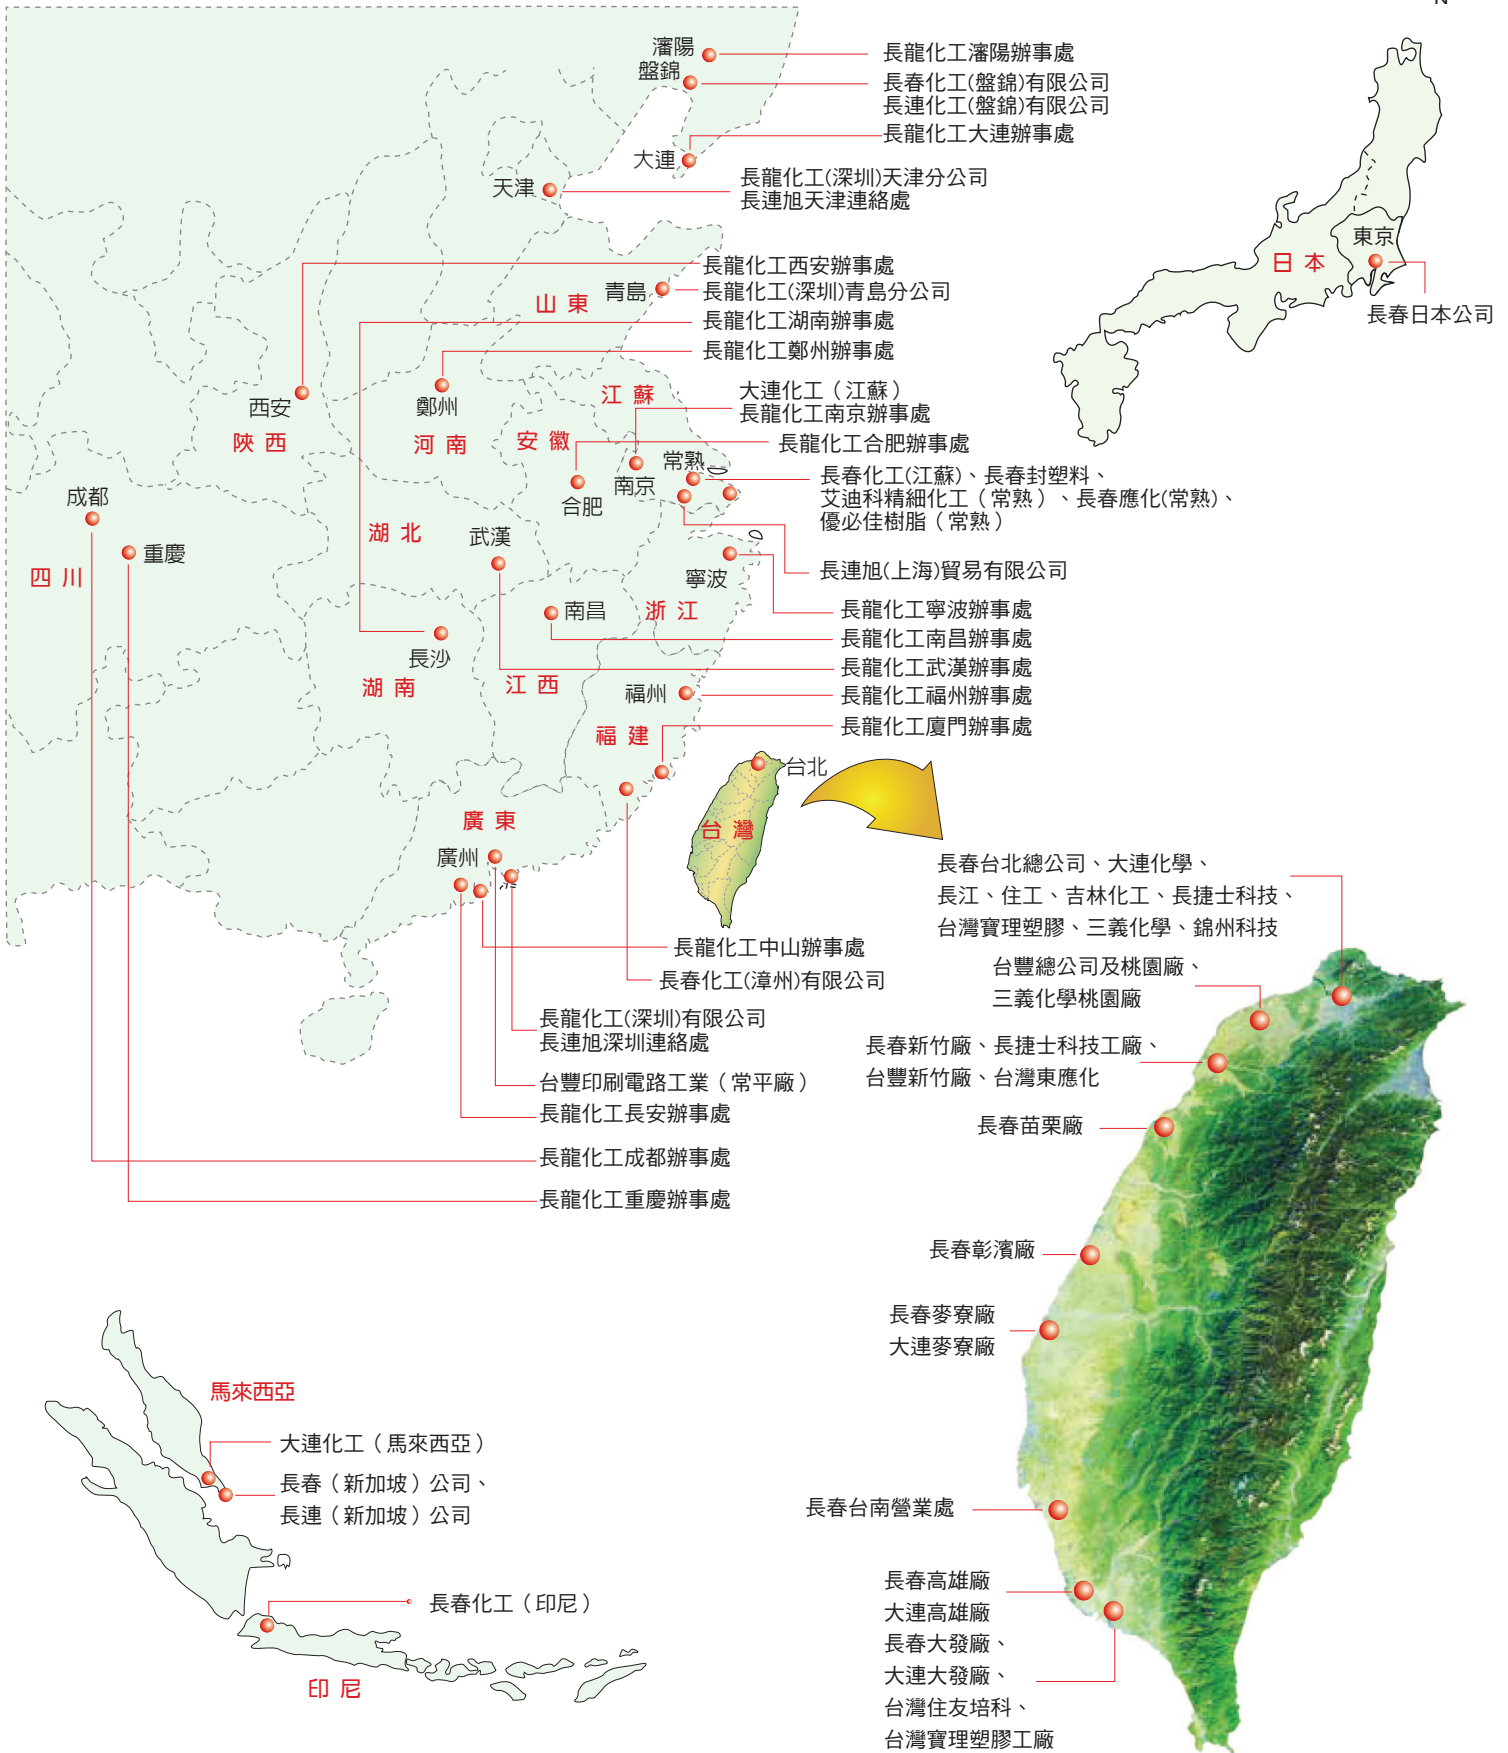 N
瀋陽
盤錦
大連
天津
長龍化工瀋陽辦事處
長春化工(盤錦)有限公司
長連化工(盤錦)有限公司
長龍化工大連辦事處
長龍化工(深圳)天津分公司
長連旭天津連絡處
東京
日本
長春日本公司
長龍化工西安辦事處
青島
長龍化工(深圳)青島分公司
山東
長龍化工湖南辦事處
長龍化工鄭州辦事處
西安
陝西
鄭州
河南
江蘇
大連化工（江蘇）
長龍化工南京辦事處
安徽
長龍化工合肥辦事處
合肥
南京
常熟
長春化工(江蘇)、長春封塑料、
艾迪科精細化工（常熟）、長春應化(常熟)、
優必佳樹脂（常熟）
成都
重慶
四川
湖北
武漢
長連旭(上海)貿易有限公司
寧波
長龍化工寧波辦事處
南昌
浙江
長龍化工南昌辦事處
長沙
湖南
江西
長龍化工武漢辦事處
福州
長龍化工福州辦事處
福建
長龍化工廈門辦事處
台北
台灣
廣東
廣州
長龍化工中山辦事處
長春化工(漳州)有限公司
長龍化工(深圳)有限公司
長連旭深圳連絡處
台豐印刷電路工業（常平廠）
長龍化工長安辦事處
長龍化工成都辦事處
長龍化工重慶辦事處
長春台北總公司、大連化學、
長江、住工、吉林化工、長捷士科技、
台灣寶理塑膠、三義化學、錦州科技
台豐總公司及桃園廠、
三義化學桃園廠
長春新竹廠、長捷士科技工廠、
台豐新竹廠、台灣東應化
長春苗栗廠
長春彰濱廠
長春麥寮廠
大連麥寮廠
長春台南營業處
長春高雄廠
大連高雄廠
長春大發廠、
大連大發廠、
台灣住友培科、
台灣寶理塑膠工廠
馬來西亞
大連化工（馬來西亞）
長春（新加坡）公司、
長連（新加坡）公司
長春化工（印尼）
印尼